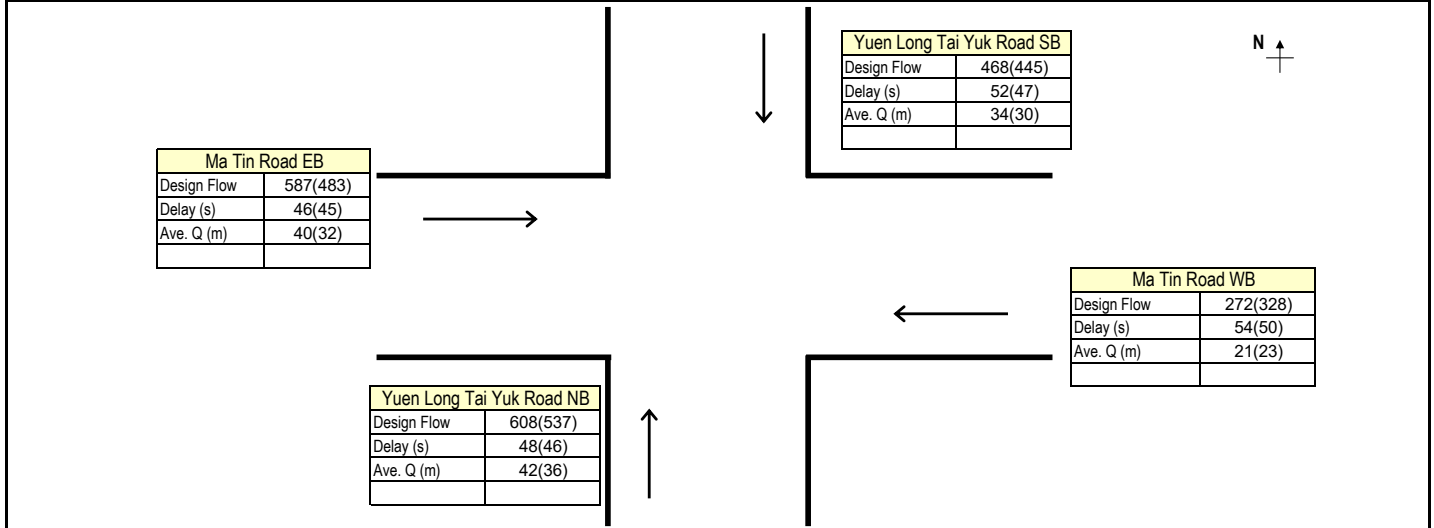 Yuen Long Tai Yuk Road SB
Design Flow 468(445)
Delay (s) 52(47)
Ave. Q (m) 34(30)
N
Ma Tin Road EB
Design Flow 587(483)
Delay (s) 46(45)
Ave. Q (m) 40(32)
Ma Tin Road WB
Design Flow 272(328)
Delay (s) 54(50)
Ave. Q (m) 21(23)
Yuen Long Tai Yuk Road NB
Design Flow 608(537)
Delay (s) 48(46)
Ave. Q (m) 42(36)